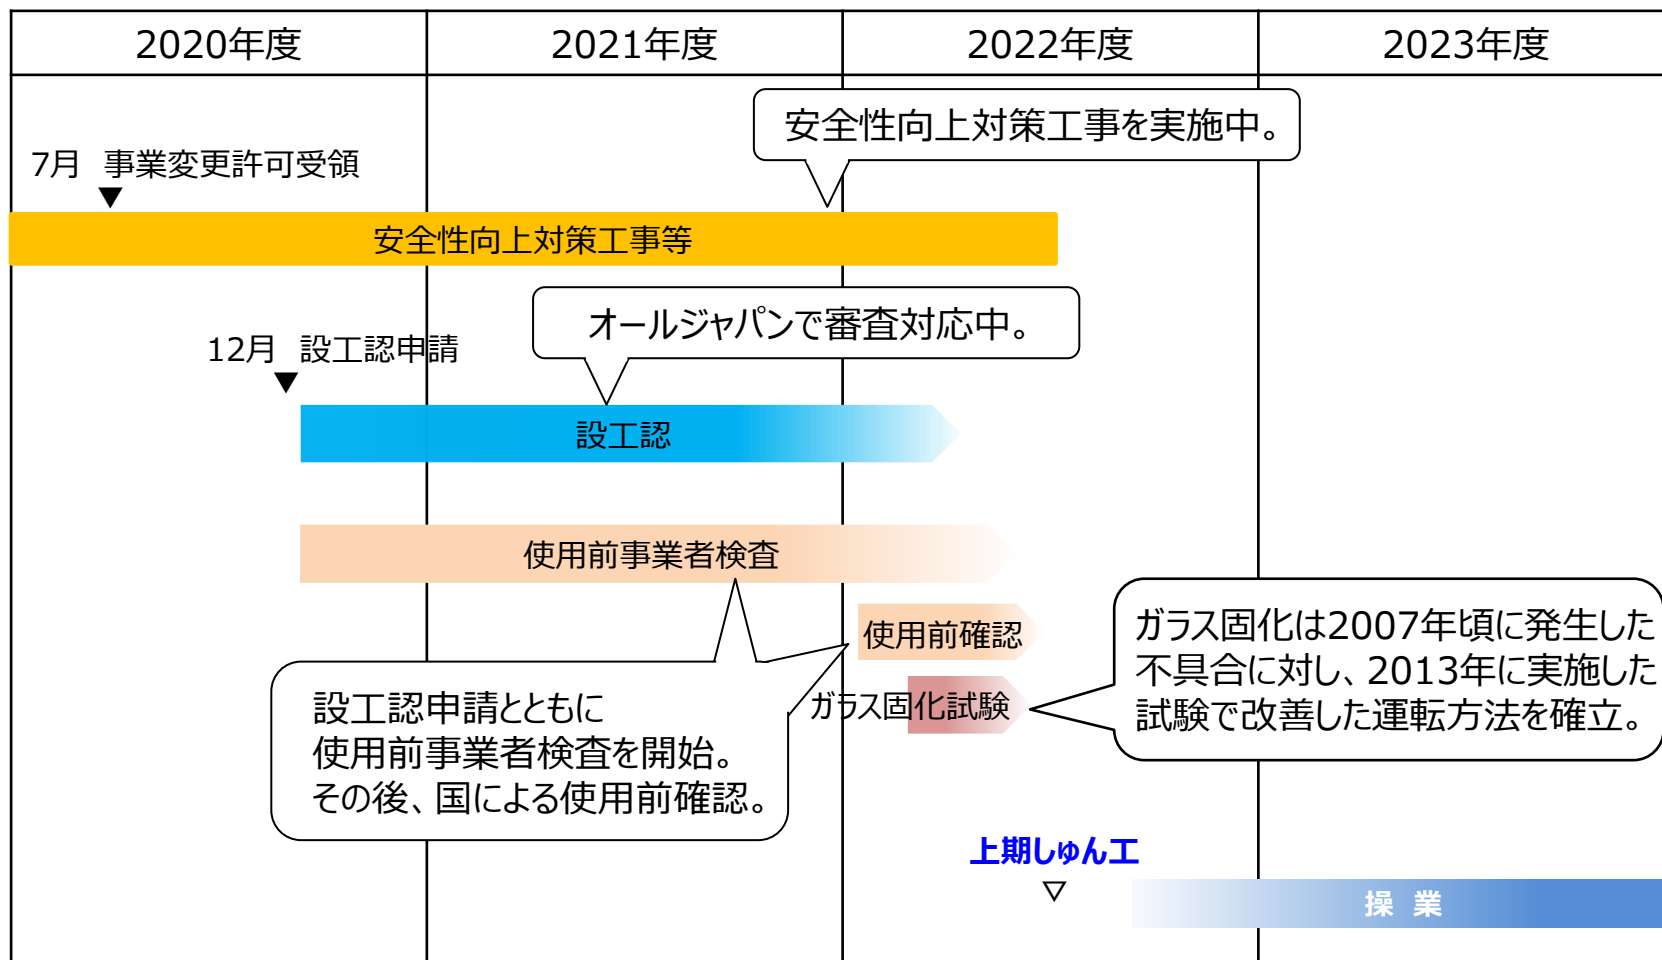 2020年度
2021年度
2022年度
2023年度
安全性向上対策工事を実施中。
7月 事業変更許可受領
▼
安全性向上対策工事等
オールジャパンで審査対応中。
12月 設工認申請
▼
設工認
使用前事業者検査
使用前確認
ガラス固化は2007年頃に発生した
不具合に対し、2013年に実施した
試験で改善した運転方法を確立。
ガラス固化試験
設工認申請とともに
使用前事業者検査を開始。
その後、国による使用前確認。
上期しゅん工
▽
操 業